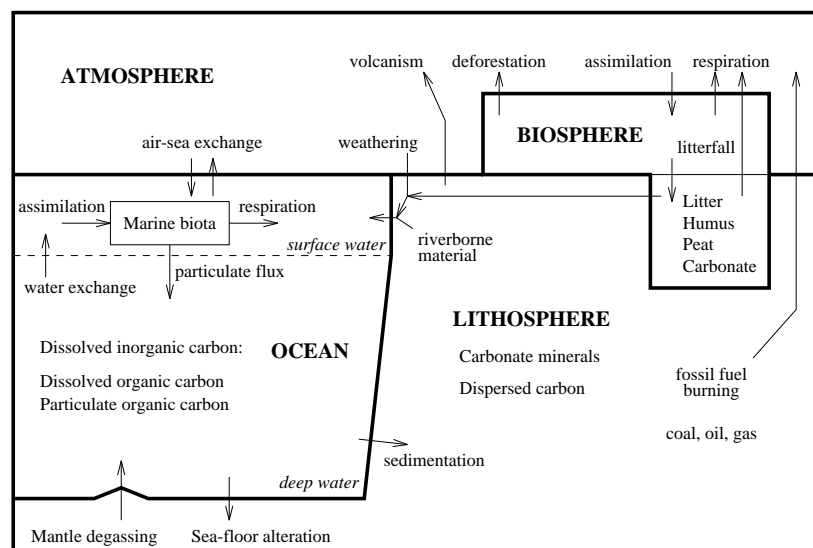 volcanism
deforestation
assimilation
respiration
ATMOSPHERE
BIOSPHERE
air-sea exchange
weathering
litterfall
assimilation
respiration
Marine biota
Litter
Humus
Peat
Carbonate
riverborne
material
surface water
particulate flux
water exchange
LITHOSPHERE
Dissolved inorganic carbon:
OCEAN
Carbonate minerals
Dissolved organic carbon
Particulate organic carbon
Dispersed carbon
fossil fuel
burning
coal, oil, gas
sedimentation
deep water
Mantle degassing
Sea-floor alteration